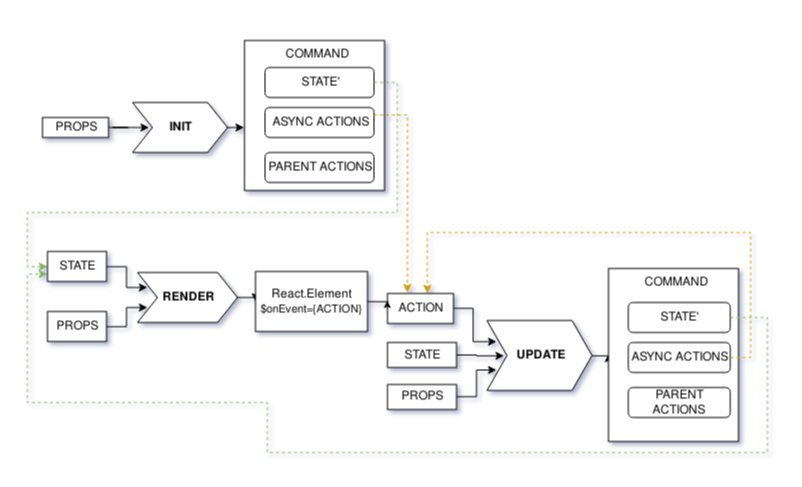 COMMAND
STATE'
PROPS
INIT
ASYNC ACTIONS
PARENT ACTIONS
STATE
PROPS
RENDER
React.Element
$onEvent={ACTION}
ACTION
STATE
PROPS
UPDATE
COMMAND
STATE'
ASYNC ACTIONS
PARENT
ACTIONS